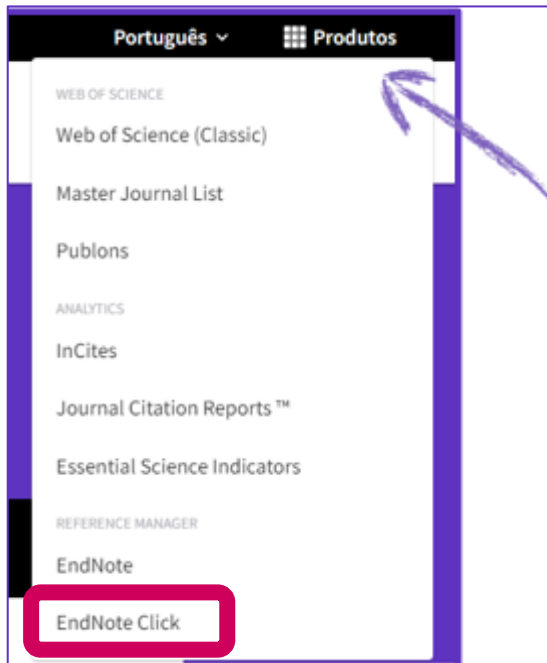 Português Produtos
WEB OF SCIENCE
Web of Science (Classic)
Master Journal List
Publons
ANALYTICS
InCites
Journal Citation Reports ™
Essential Science Indicators
REFERENCE MANAGER
EndNote
EndNote Click